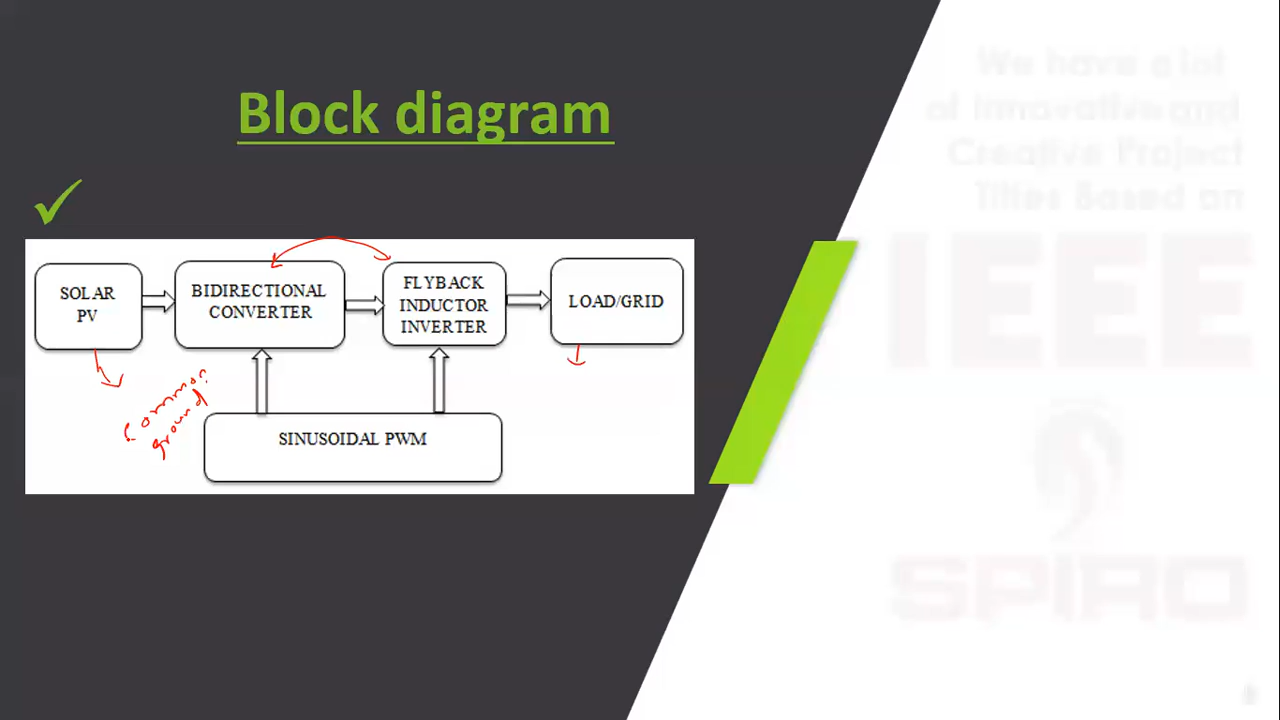 Block diagram
SOLAR
PV
BIDIRECTIONAL
CONVERTER
FLYBACK
INDUCTOR
INVERTER
LOAD/GRID
common
ground
SINUSOIDAL PWM
We have a lot
of Innovative and
Creative Project
Titles Based on
IEEE
SPIRO